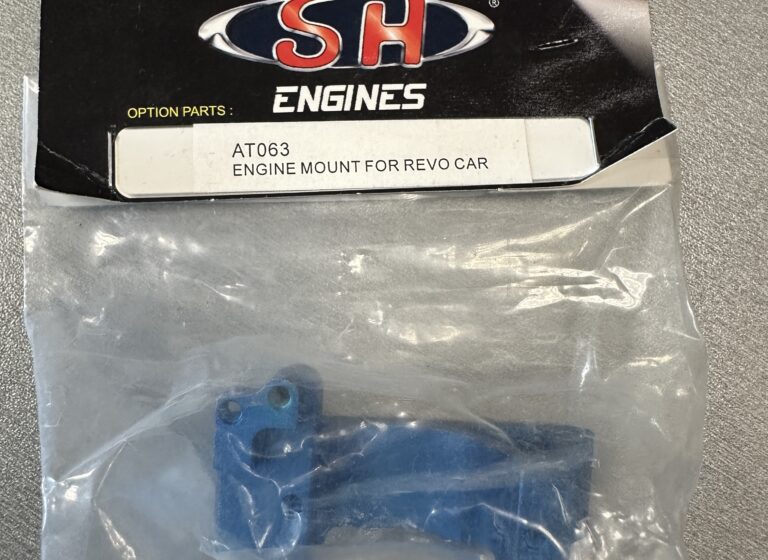 SH ®
ENGINES
OPTION PARTS :
AT063
ENGINE MOUNT FOR REVO CAR